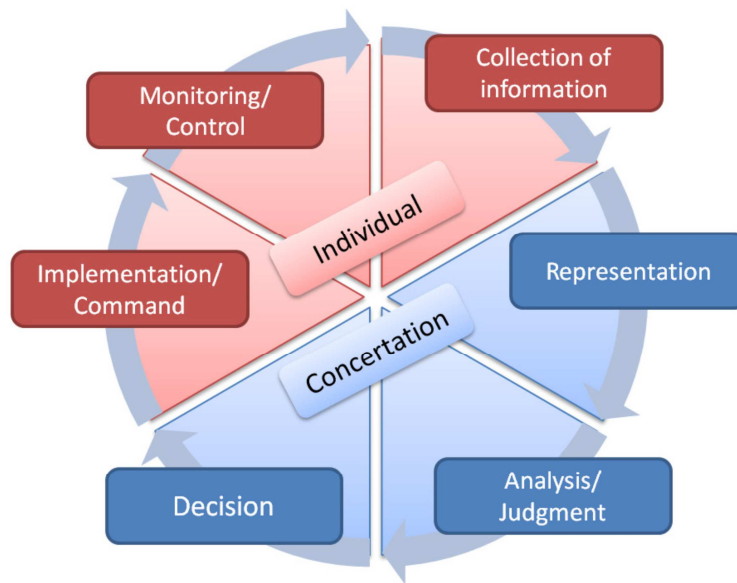 Collection of
information
Monitoring/
Control
Individual
Representation
Implementation/
Command
Concertation
Analysis/
Judgment
Decision